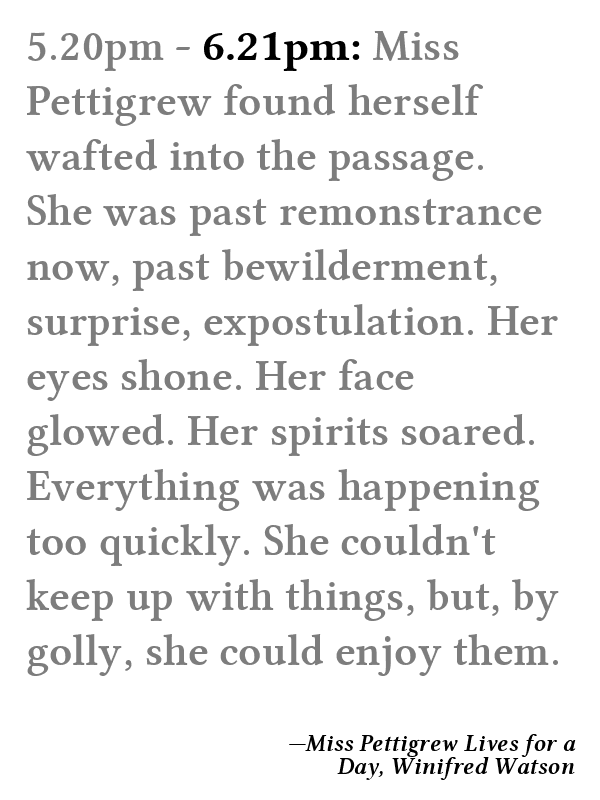 5.20pm - 6.21pm: Miss
Pettigrew found herself
wafted into the passage.
She was past remonstrance
now, past bewilderment,
surprise, expostulation. Her
eyes shone. Her face
glowed. Her spirits soared.
Everything was happening
too quickly. She couldn't
keep up with things, but, by
golly, she could enjoy them.
—Miss Pettigrew Lives for a
Day, Winifred Watson